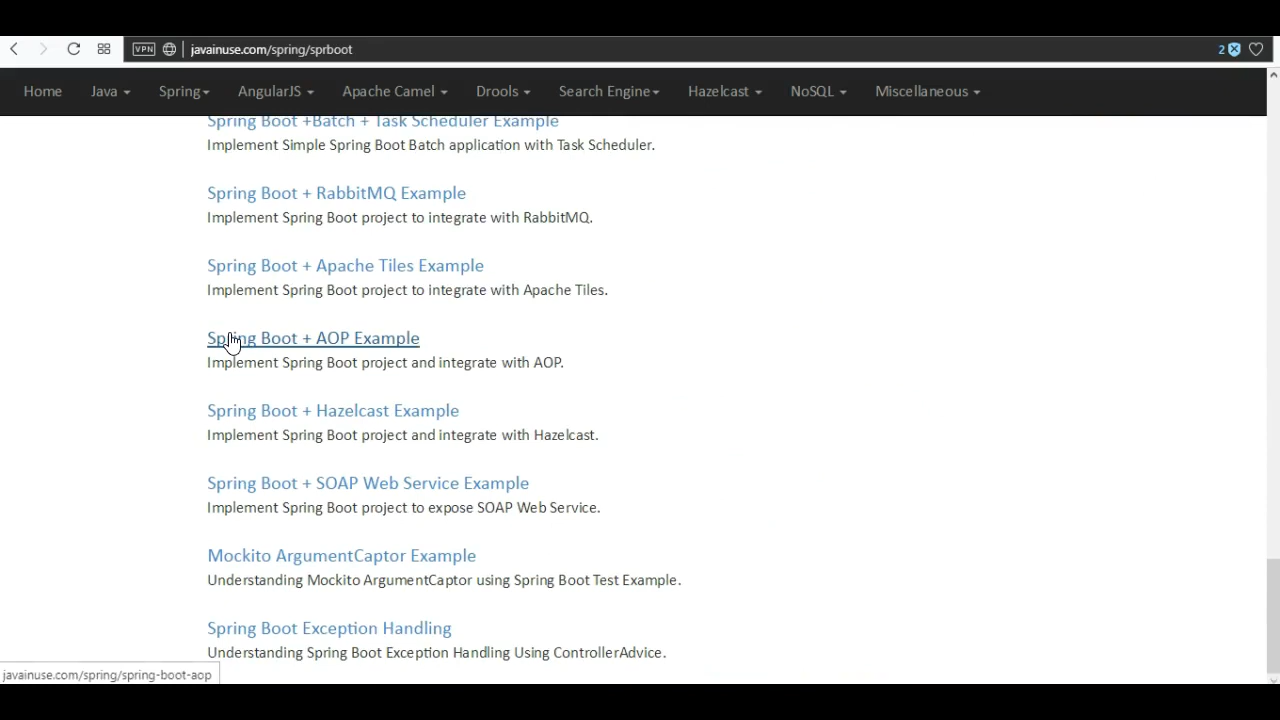 VPN javainuse.com/spring/sprboot 2
Home Java Spring AngularJS Apache Camel Drools Search Engine Hazelcast NoSQL Miscellaneous
Spring Boot +Batch + Task Scheduler Example
Implement Simple Spring Boot Batch application with Task Scheduler.
Spring Boot + RabbitMQ Example
Implement Spring Boot project to integrate with RabbitMQ.
Spring Boot + Apache Tiles Example
Implement Spring Boot project to integrate with Apache Tiles.
Spring Boot + AOP Example
Implement Spring Boot project and integrate with AOP.
Spring Boot + Hazelcast Example
Implement Spring Boot project and integrate with Hazelcast.
Spring Boot + SOAP Web Service Example
Implement Spring Boot project to expose SOAP Web Service.
Mockito ArgumentCaptor Example
Understanding Mockito ArgumentCaptor using Spring Boot Test Example.
Spring Boot Exception Handling
Understanding Spring Boot Exception Handling Using ControllerAdvice.
javainuse.com/spring/spring-boot-aop